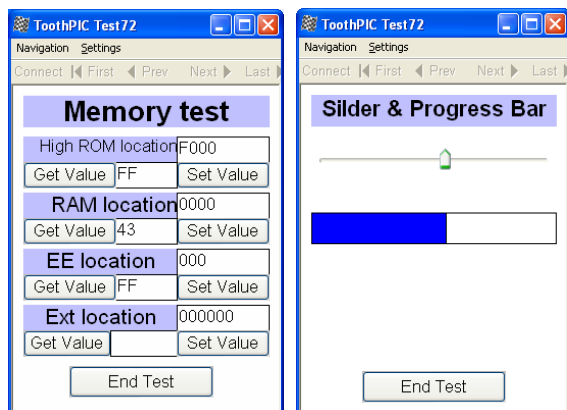 ToothPIC Test72
Navigation Settings
Connect First Prev Next Last
Memory test
High ROM location F000
Get Value FF Set Value
RAM location 0000
Get Value 43 Set Value
EE location 000
Get Value FF Set Value
Ext location 000000
Get Value Set Value
End Test
ToothPIC Test72
Navigation Settings
Connect First Prev Next Last
Silder & Progress Bar
End Test